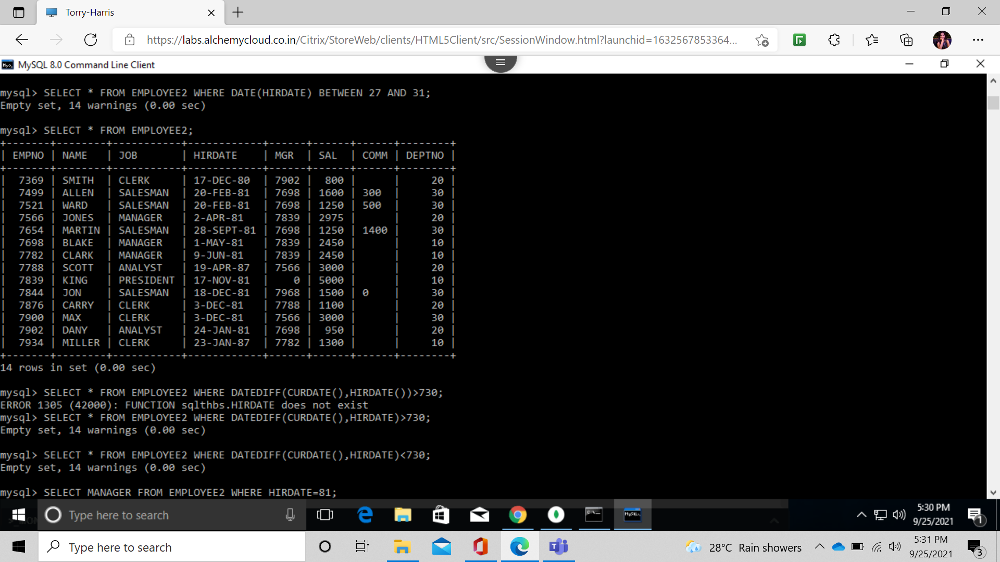 Torry-Harris
https://labs.alchemycloud.co.in/Citrix/StoreWeb/clients/HTML5Client/src/SessionWindow.html?launchid=1632567853364...
MySQL 8.0 Command Line Client
mysql> SELECT * FROM EMPLOYEE2 WHERE DATE(HIRDATE) BETWEEN 27 AND 31;
Empty set, 14 warnings (0.00 sec)
mysql> SELECT * FROM EMPLOYEE2;
+-------+--------+-----------+------------+------+------+------+--------+
| EMPNO | NAME   | JOB       | HIRDATE    | MGR  | SAL  | COMM | DEPTNO |
+-------+--------+-----------+------------+------+------+------+--------+
|  7369 | SMITH  | CLERK     | 17-DEC-80  | 7902 |  800 |      |     20 |
|  7499 | ALLEN  | SALESMAN  | 20-FEB-81  | 7698 | 1600 | 300  |     30 |
|  7521 | WARD   | SALESMAN  | 20-FEB-81  | 7698 | 1250 | 500  |     30 |
|  7566 | JONES  | MANAGER   | 2-APR-81   | 7839 | 2975 |      |     20 |
|  7654 | MARTIN | SALESMAN  | 28-SEPT-81 | 7698 | 1250 | 1400 |     30 |
|  7698 | BLAKE  | MANAGER   | 1-MAY-81   | 7839 | 2450 |      |     10 |
|  7782 | CLARK  | MANAGER   | 9-JUN-81   | 7839 | 2450 |      |     10 |
|  7788 | SCOTT  | ANALYST   | 19-APR-87  | 7566 | 3000 |      |     20 |
|  7839 | KING   | PRESIDENT | 17-NOV-81  |    0 | 5000 |      |     10 |
|  7844 | JON    | SALESMAN  | 18-DEC-81  | 7968 | 1500 | 0    |     30 |
|  7876 | CARRY  | CLERK     | 3-DEC-81   | 7788 | 1100 |      |     20 |
|  7900 | MAX    | CLERK     | 3-DEC-81   | 7566 | 3000 |      |     30 |
|  7902 | DANY   | ANALYST   | 24-JAN-81  | 7698 |  950 |      |     20 |
|  7934 | MILLER | CLERK     | 23-JAN-87  | 7782 | 1300 |      |     10 |
+-------+--------+-----------+------------+------+------+------+--------+
14 rows in set (0.00 sec)
mysql> SELECT * FROM EMPLOYEE2 WHERE DATEDIFF(CURDATE(),HIRDATE())>730;
ERROR 1305 (42000): FUNCTION sqlthbs.HIRDATE does not exist
mysql> SELECT * FROM EMPLOYEE2 WHERE DATEDIFF(CURDATE(),HIRDATE)>730;
Empty set, 14 warnings (0.00 sec)
mysql> SELECT * FROM EMPLOYEE2 WHERE DATEDIFF(CURDATE(),HIRDATE)<730;
Empty set, 14 warnings (0.00 sec)
mysql> SELECT MANAGER FROM EMPLOYEE2 WHERE HIRDATE=81;
Type here to search
5:30 PM
9/25/2021
1
Type here to search
28°C Rain showers
5:31 PM
9/25/2021
3